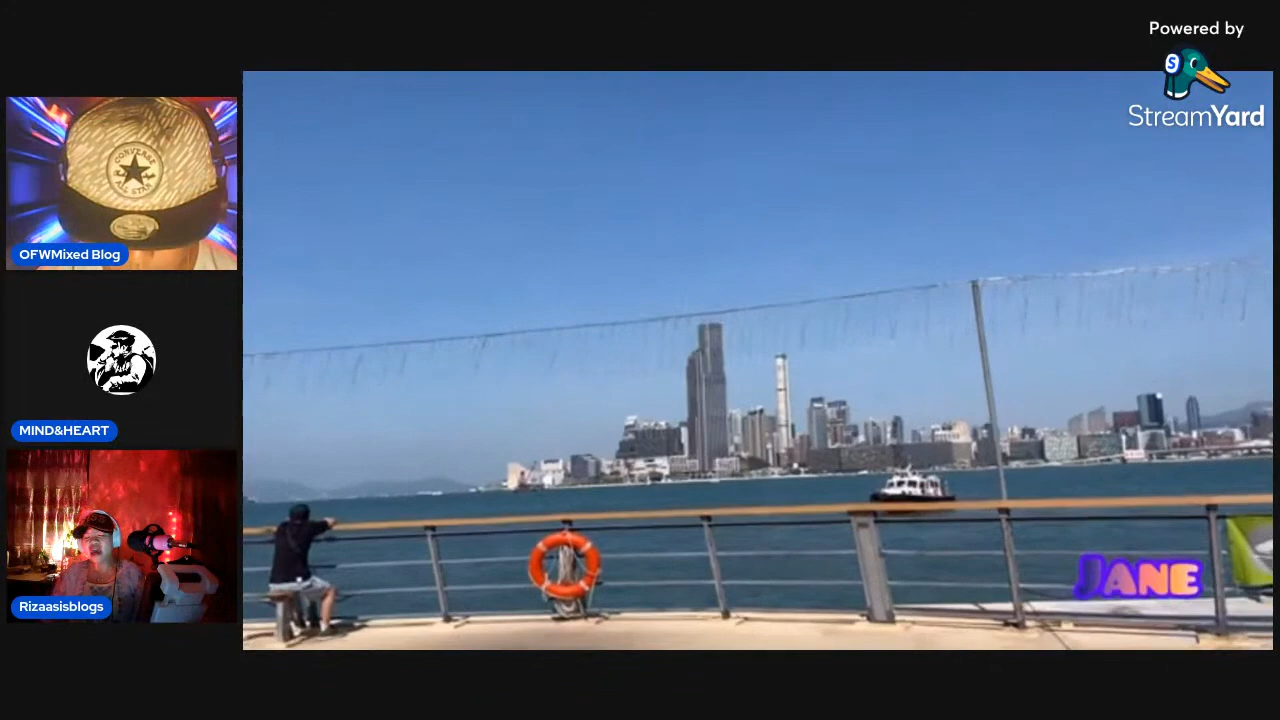 Powered by
StreamYard
CONVERSE
ALL STAR
OFWMixed Blog
MIND&HEART
Rizaasisblogs
JANE